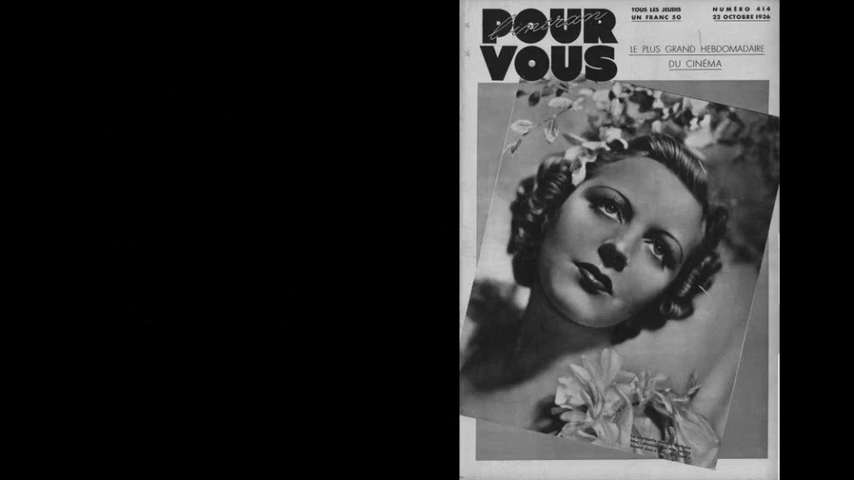 POUR
VOUS
l'intran
TOUS LES JEUDIS
UN FRANC 50
NUMÉRO 414
22 OCTOBRE 1936
LE PLUS GRAND HEBDOMADAIRE
DU CINÉMA